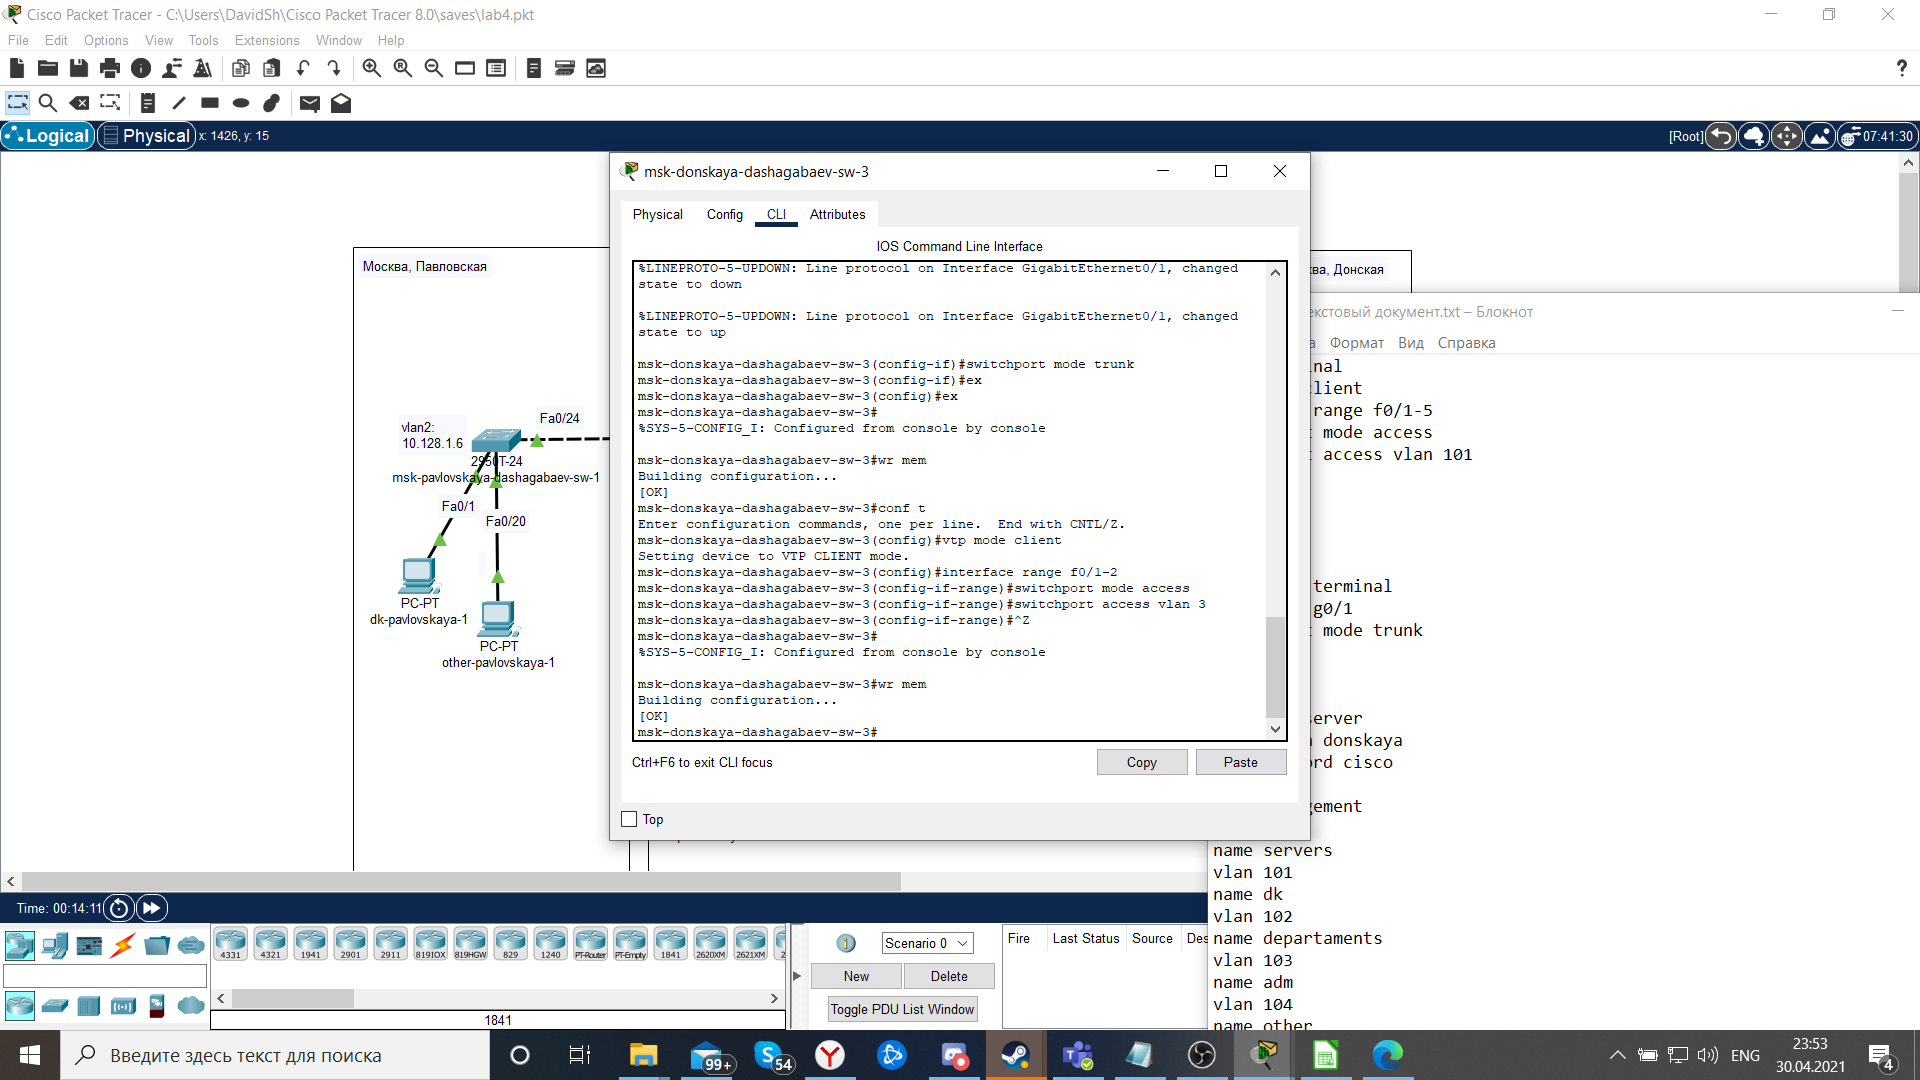 Cisco Packet Tracer - C:\Users\DavidSh\Cisco Packet Tracer 8.0\saves\lab4.pkt
File Edit Options View Tools Extensions Window Help
?
Logical Physical x: 1426, y: 15 [Root] 07:41:30
msk-donskaya-dashagabaev-sw-3
Physical Config CLI Attributes
IOS Command Line Interface
%LINEPROTO-5-UPDOWN: Line protocol on Interface GigabitEthernet0/1, changed
state to down
%LINEPROTO-5-UPDOWN: Line protocol on Interface GigabitEthernet0/1, changed
state to up
msk-donskaya-dashagabaev-sw-3(config-if)#switchport mode trunk
msk-donskaya-dashagabaev-sw-3(config-if)#ex
msk-donskaya-dashagabaev-sw-3(config)#ex
msk-donskaya-dashagabaev-sw-3#
%SYS-5-CONFIG_I: Configured from console by console
msk-donskaya-dashagabaev-sw-3#wr mem
Building configuration...
[OK]
msk-donskaya-dashagabaev-sw-3#conf t
Enter configuration commands, one per line.  End with CNTL/Z.
msk-donskaya-dashagabaev-sw-3(config)#vtp mode client
Setting device to VTP CLIENT mode.
msk-donskaya-dashagabaev-sw-3(config)#interface range f0/1-2
msk-donskaya-dashagabaev-sw-3(config-if-range)#switchport mode access
msk-donskaya-dashagabaev-sw-3(config-if-range)#switchport access vlan 3
msk-donskaya-dashagabaev-sw-3(config-if-range)#^Z
msk-donskaya-dashagabaev-sw-3#
%SYS-5-CONFIG_I: Configured from console by console
msk-donskaya-dashagabaev-sw-3#wr mem
Building configuration...
[OK]
msk-donskaya-dashagabaev-sw-3#
Ctrl+F6 to exit CLI focus
Copy Paste
Top
Москва, Павловская
vlan2:
10.128.1.6
Fa0/24
2950T-24
msk-pavlovskaya-dashagabaev-sw-1
Fa0/1
Fa0/20
PC-PT
dk-pavlovskaya-1
PC-PT
other-pavlovskaya-1
ва, Донская
екстовый документ.txt – Блокнот
а Формат Вид Справка
nal
client
range f0/1-5
mode access
access vlan 101
terminal
g0/1
mode trunk
server
donskaya
rd cisco
gement
name servers
vlan 101
name dk
vlan 102
name departaments
vlan 103
name adm
vlan 104
name other
Time: 00:14:11
4331 4321 1941 2901 2911 819IOX 819HGW 829 1240 PT-Router PT-Empty 1841 2620XM 2621XM 2
1841
Scenario 0
New Delete
Toggle PDU List Window
Fire Last Status Source Des
Введите здесь текст для поиска
99+
54
ENG
23:53
30.04.2021
4